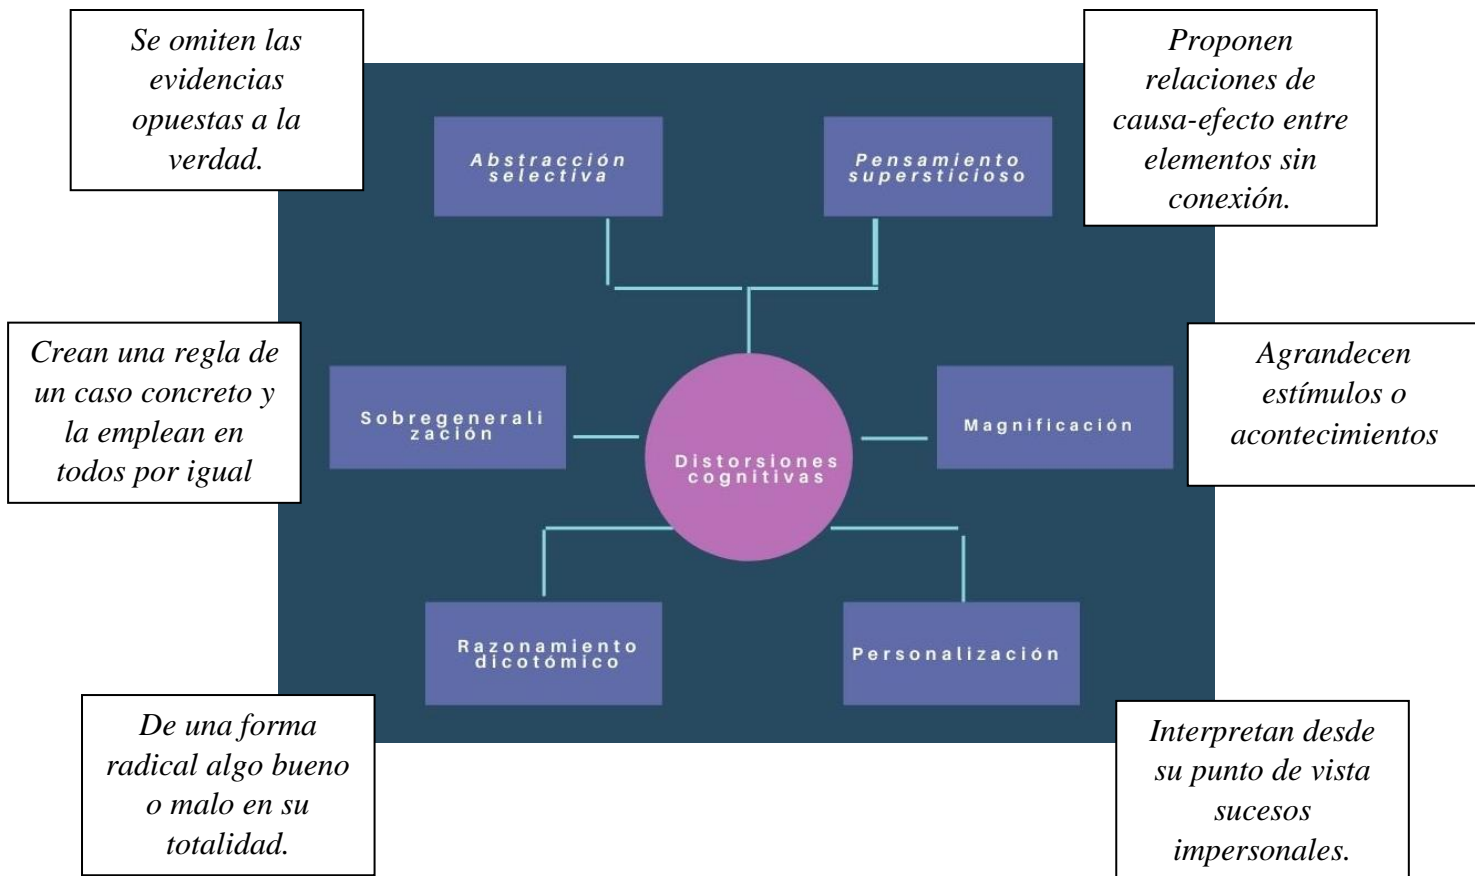 Se omiten las
evidencias
opuestas a la
verdad.
Proponen
relaciones de
causa-efecto entre
elementos sin
conexión.
Abstracción
selectiva
Pensamiento
supersticioso
Crean una regla de
un caso concreto y
la emplean en
todos por igual
Sobregenerali
zación
Distorsiones
cognitivas
Magnificación
Agrandecen
estímulos o
acontecimientos
Razonamiento
dicotómico
Personalización
De una forma
radical algo bueno
o malo en su
totalidad.
Interpretan desde
su punto de vista
sucesos
impersonales.